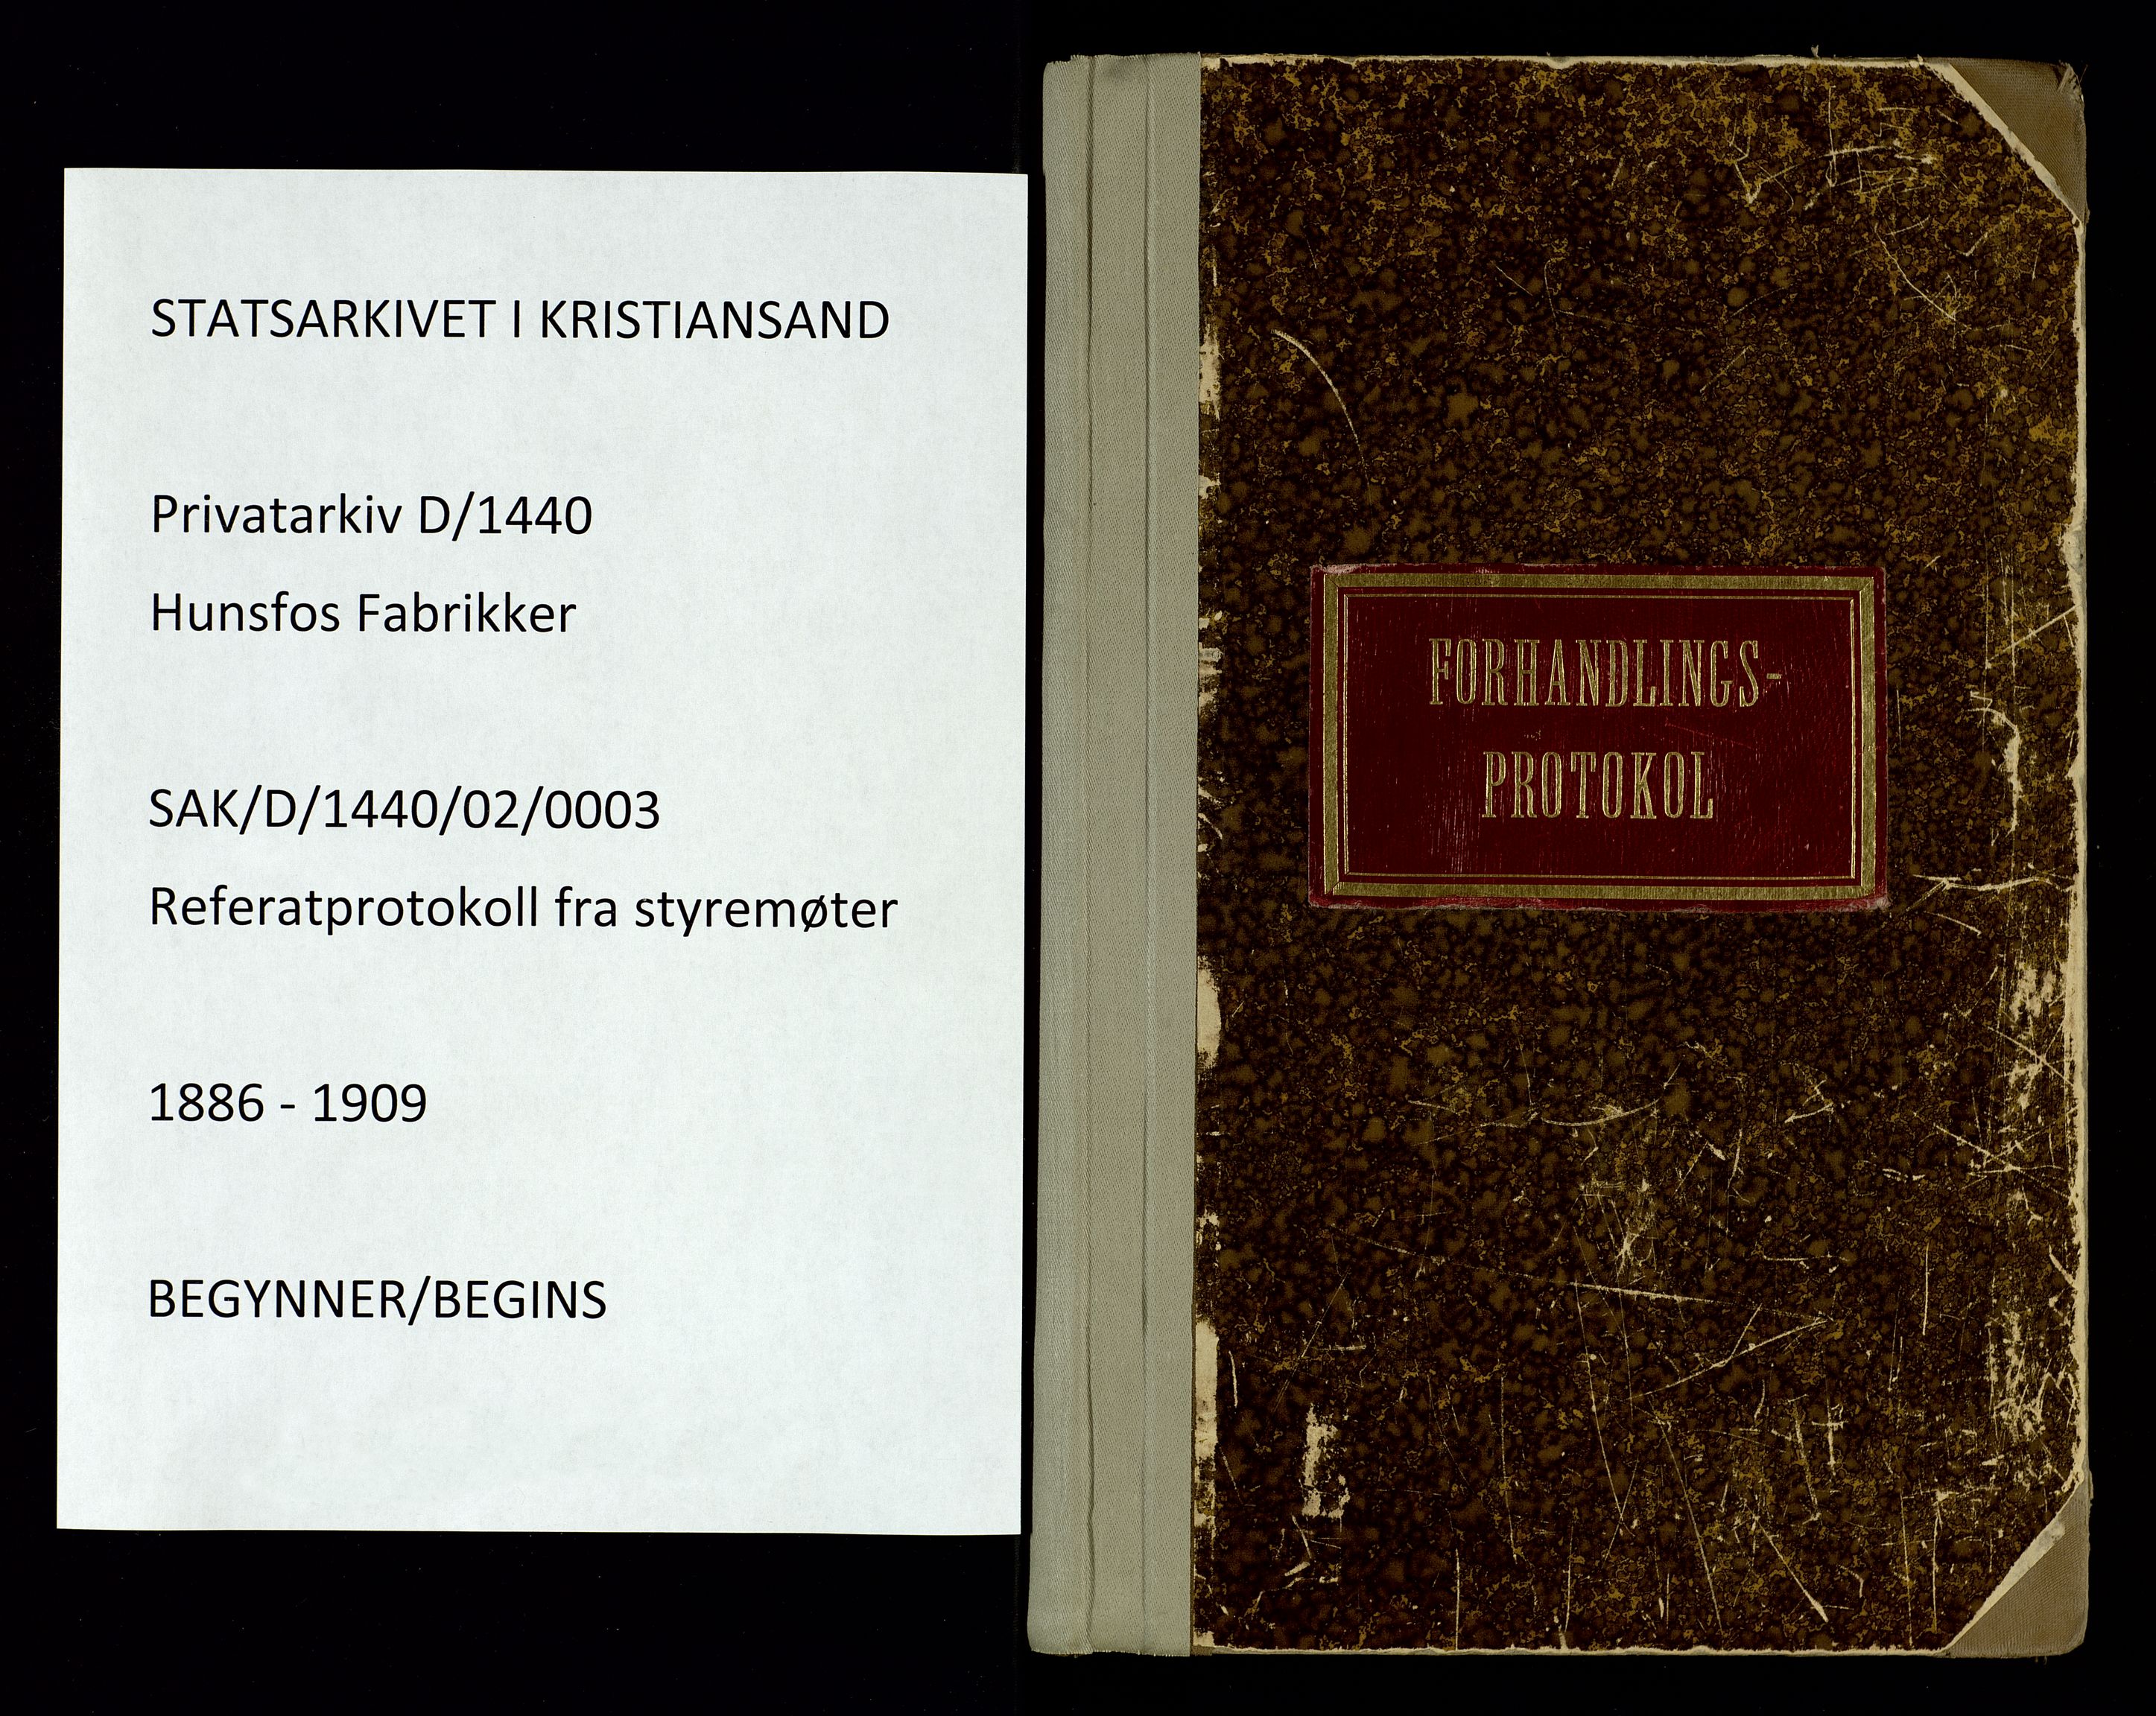 STATSARKIVET I KRISTIANSAND
Privatarkiv D/1440
Hunsfos Fabrikker
SAK/D/1440/02/0003
Referatprotokoll fra styremøter
1886 - 1909
BEGYNNER/BEGINS
FORHANDLINGS-
PROTOKOL